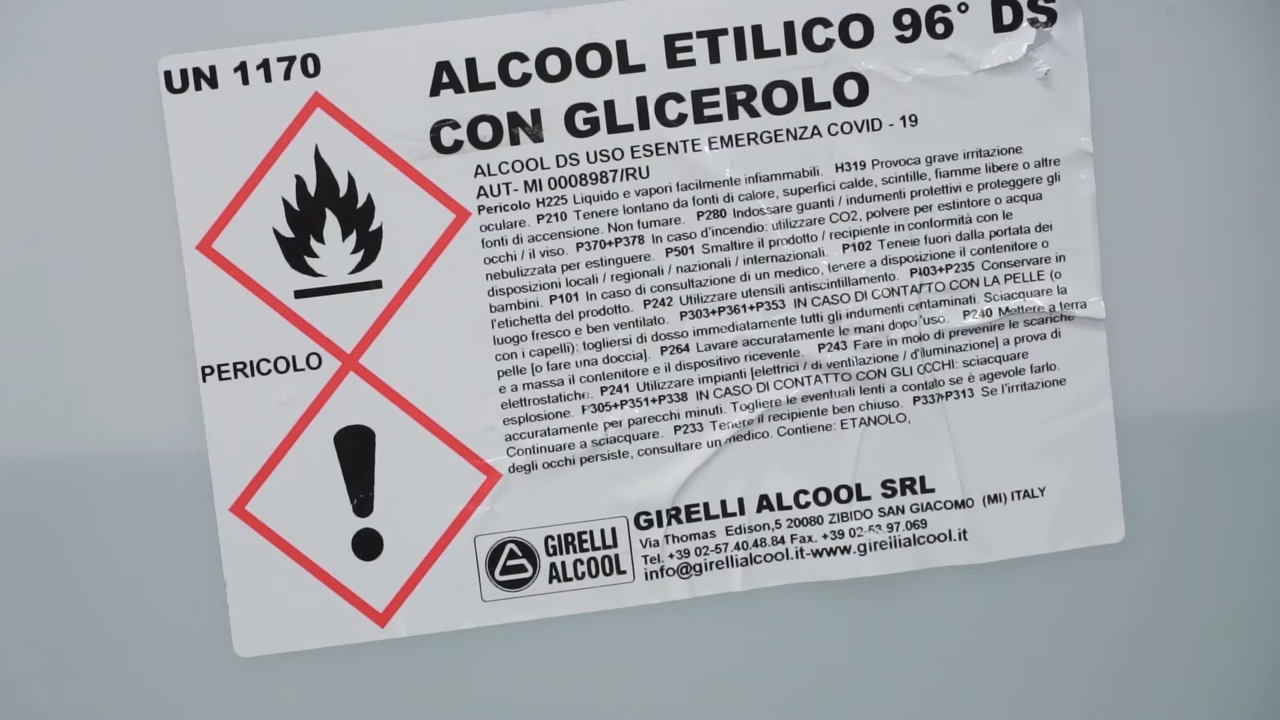 UN 1170
ALCOOL ETILICO 96° DS
CON GLICEROLO
ALCOOL DS USO ESENTE EMERGENZA COVID - 19
AUT- MI 0008987/RU
Pericolo H225 Liquido e vapori facilmente infiammabili. H319 Provoca grave irritazione
oculare. P210 Tenere lontano da fonti di calore, superfici calde, scintille, fiamme libere o altre
fonti di accensione. Non fumare. P280 Indossare guanti / indumenti protettivi e proteggere gli
occhi / il viso. P370+P378 In caso d'incendio: utilizzare CO2, polvere per estintore o acqua
nebulizzata per estinguere. P501 Smaltire il prodotto / recipiente in conformità con le
disposizioni locali / regionali / nazionali / internazionali. P102 Tenere fuori dalla portata dei
bambini. P101 In caso di consultazione di un medico, tenere a disposizione il contenitore o
l'etichetta del prodotto. P242 Utilizzare utensili antiscintillamento. P403+P235 Conservare in
luogo fresco e ben ventilato. P303+P361+P353 IN CASO DI CONTATTO CON LA PELLE (o
con i capelli): togliersi di dosso immediatamente tutti gli indumenti contaminati. Sciacquare la
pelle [o fare una doccia]. P264 Lavare accuratamente le mani dopo l'uso. P240 Mettere a terra
e a massa il contenitore e il dispositivo ricevente. P243 Fare in modo di prevenire le scariche
elettrostatiche. P241 Utilizzare impianti [elettrici / di ventilazione / d'illuminazione] a prova di
esplosione. P305+P351+P338 IN CASO DI CONTATTO CON GLI OCCHI: sciacquare
accuratamente per parecchi minuti. Togliere le eventuali lenti a contatto se è agevole farlo.
Continuare a sciacquare. P233 Tenere il recipiente ben chiuso. P337+P313 Se l'irritazione
degli occhi persiste, consultare un medico. Contiene: ETANOLO,
PERICOLO
GIRELLI
ALCOOL
GIRELLI ALCOOL SRL
Via Thomas Edison,5 20080 ZIBIDO SAN GIACOMO (MI) ITALY
Tel. +39 02-57.40.48.84 Fax. +39 02-53.97.069
info@girellialcool.it-www.girellialcool.it